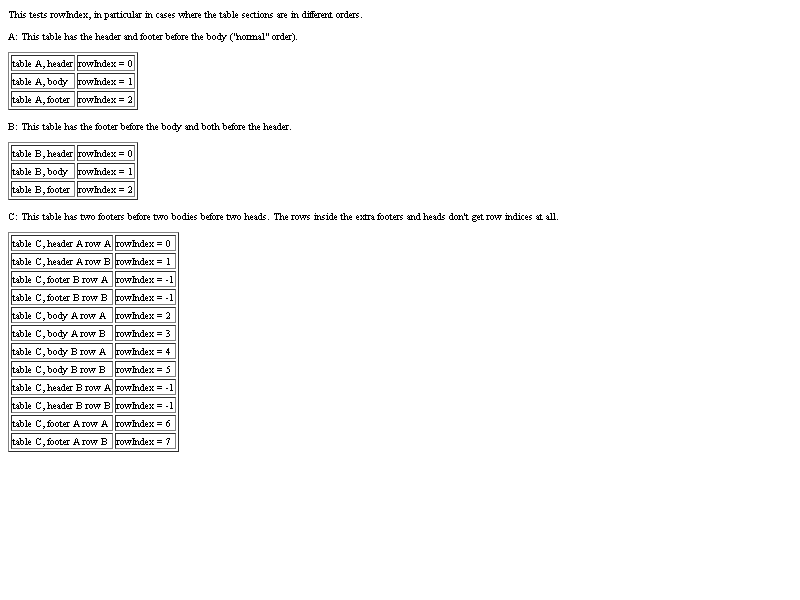 This tests rowIndex, in particular in cases where the table sections are in different orders.
A: This table has the header and footer before the body ("normal" order).
table A, header rowIndex = 0
table A, body rowIndex = 1
table A, footer rowIndex = 2
B: This table has the footer before the body and both before the header.
table B, header rowIndex = 0
table B, body rowIndex = 1
table B, footer rowIndex = 2
C: This table has two footers before two bodies before two heads. The rows inside the extra footers and heads don't get row indices at all.
table C, header A row A rowIndex = 0
table C, header A row B rowIndex = 1
table C, footer B row A rowIndex = -1
table C, footer B row B rowIndex = -1
table C, body A row A rowIndex = 2
table C, body A row B rowIndex = 3
table C, body B row A rowIndex = 4
table C, body B row B rowIndex = 5
table C, header B row A rowIndex = -1
table C, header B row B rowIndex = -1
table C, footer A row A rowIndex = 6
table C, footer A row B rowIndex = 7